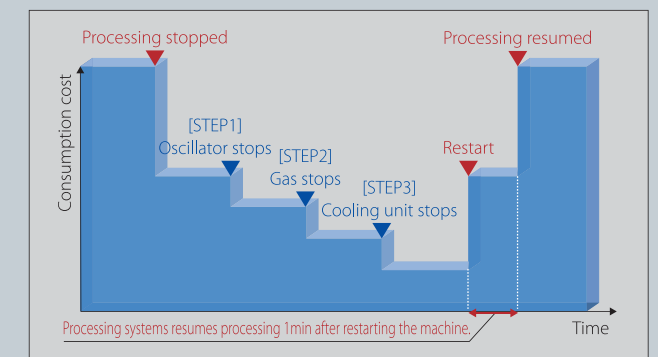 Processing stopped
Processing resumed
Consumption cost
[STEP1]
Oscillator stops
[STEP2]
Gas stops
[STEP3]
Cooling unit stops
Restart
Processing systems resumes processing 1min after restarting the machine.
Time